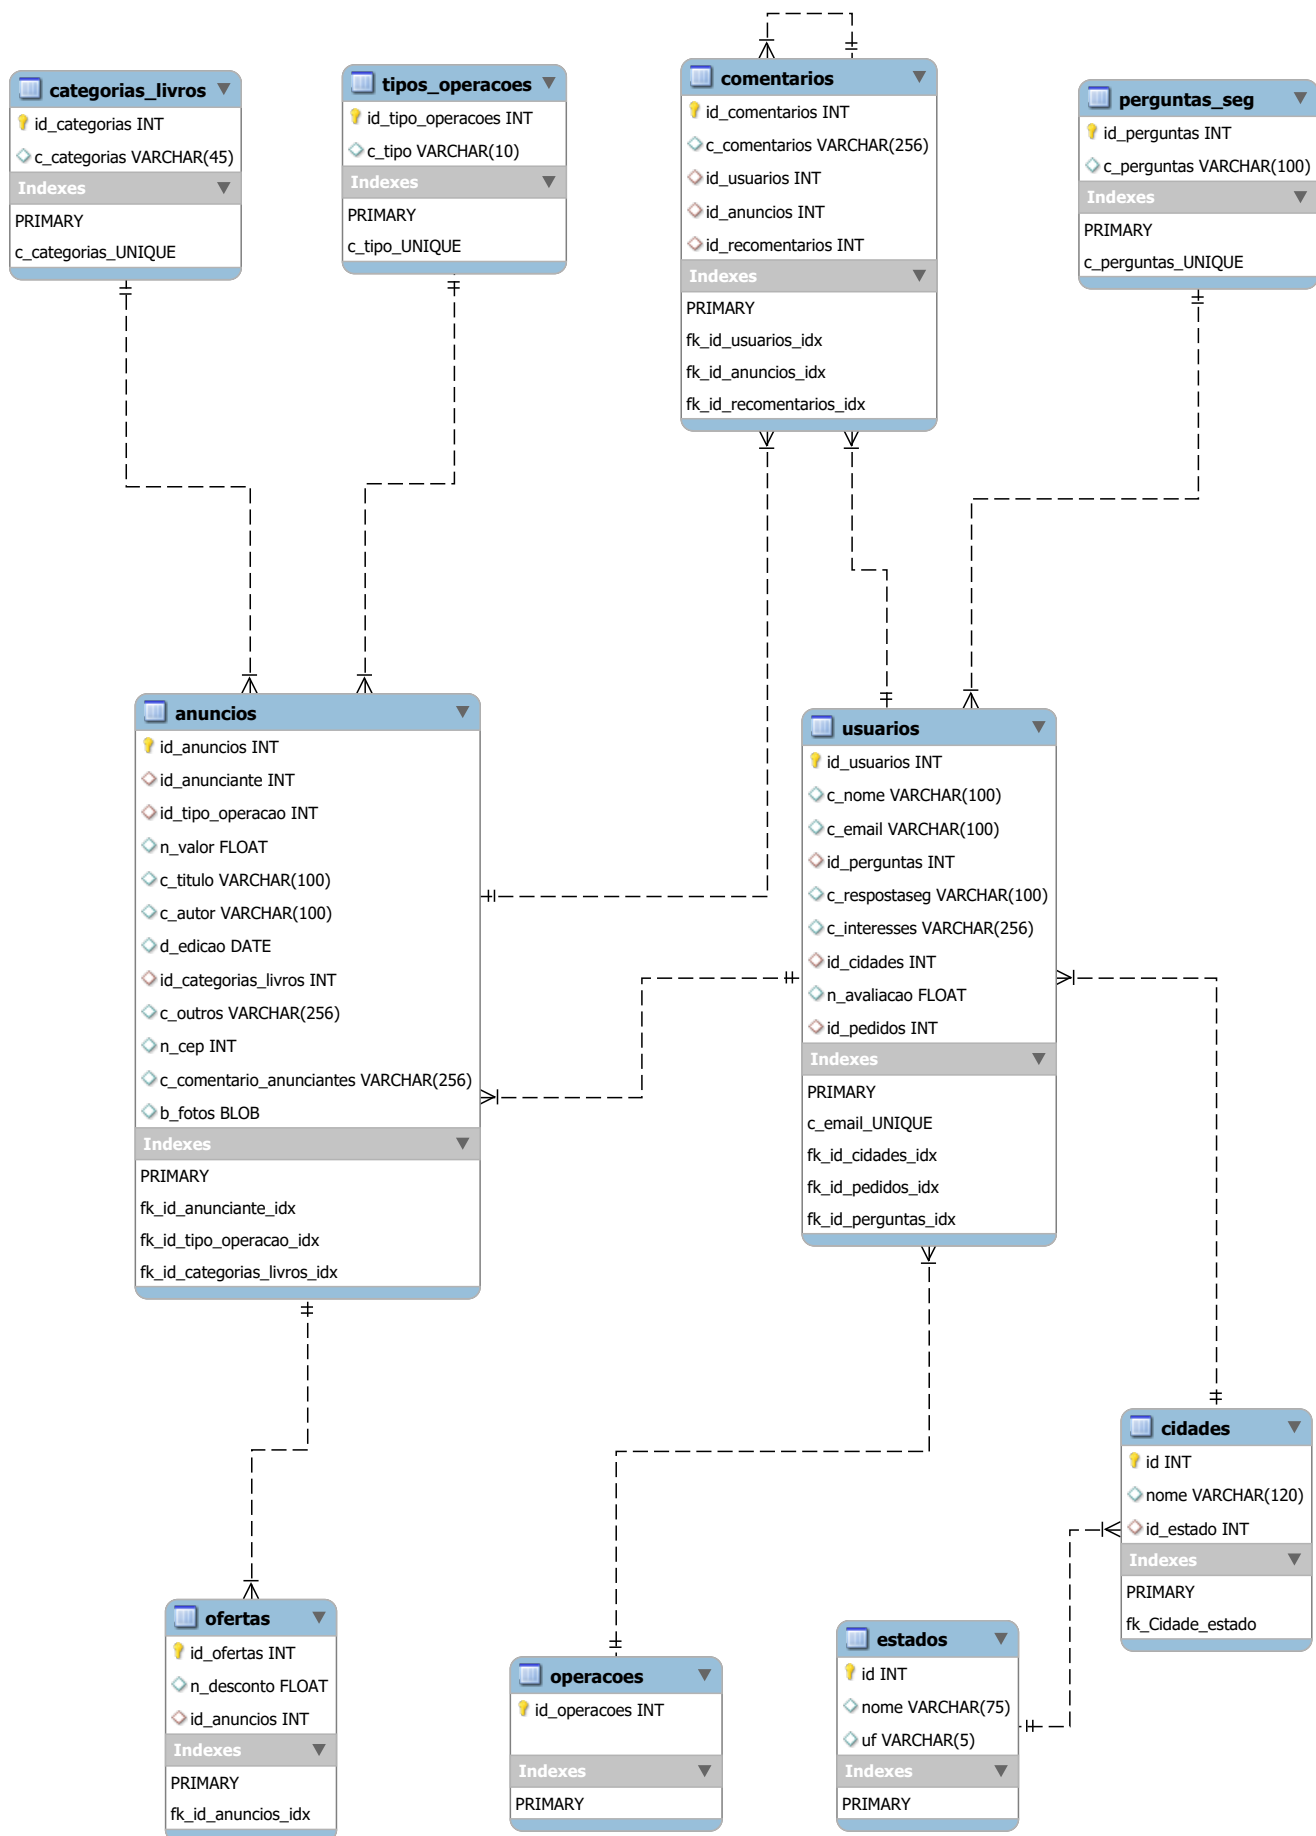 categorias_livros
id_categorias INT
c_categorias VARCHAR(45)
Indexes
PRIMARY
c_categorias_UNIQUE
tipos_operacoes
id_tipo_operacoes INT
c_tipo VARCHAR(10)
Indexes
PRIMARY
c_tipo_UNIQUE
comentarios
id_comentarios INT
c_comentarios VARCHAR(256)
id_usuarios INT
id_anuncios INT
id_recomentarios INT
Indexes
PRIMARY
fk_id_usuarios_idx
fk_id_anuncios_idx
fk_id_recomentarios_idx
perguntas_seg
id_perguntas INT
c_perguntas VARCHAR(100)
Indexes
PRIMARY
c_perguntas_UNIQUE
anuncios
id_anuncios INT
id_anunciante INT
id_tipo_operacao INT
n_valor FLOAT
c_titulo VARCHAR(100)
c_autor VARCHAR(100)
d_edicao DATE
id_categorias_livros INT
c_outros VARCHAR(256)
n_cep INT
c_comentario_anunciantes VARCHAR(256)
b_fotos BLOB
Indexes
PRIMARY
fk_id_anunciante_idx
fk_id_tipo_operacao_idx
fk_id_categorias_livros_idx
usuarios
id_usuarios INT
c_nome VARCHAR(100)
c_email VARCHAR(100)
id_perguntas INT
c_respostaseg VARCHAR(100)
c_interesses VARCHAR(256)
id_cidades INT
n_avaliacao FLOAT
id_pedidos INT
Indexes
PRIMARY
c_email_UNIQUE
fk_id_cidades_idx
fk_id_pedidos_idx
fk_id_perguntas_idx
cidades
id INT
nome VARCHAR(120)
id_estado INT
Indexes
PRIMARY
fk_Cidade_estado
ofertas
id_ofertas INT
n_desconto FLOAT
id_anuncios INT
Indexes
PRIMARY
fk_id_anuncios_idx
operacoes
id_operacoes INT
Indexes
PRIMARY
estados
id INT
nome VARCHAR(75)
uf VARCHAR(5)
Indexes
PRIMARY